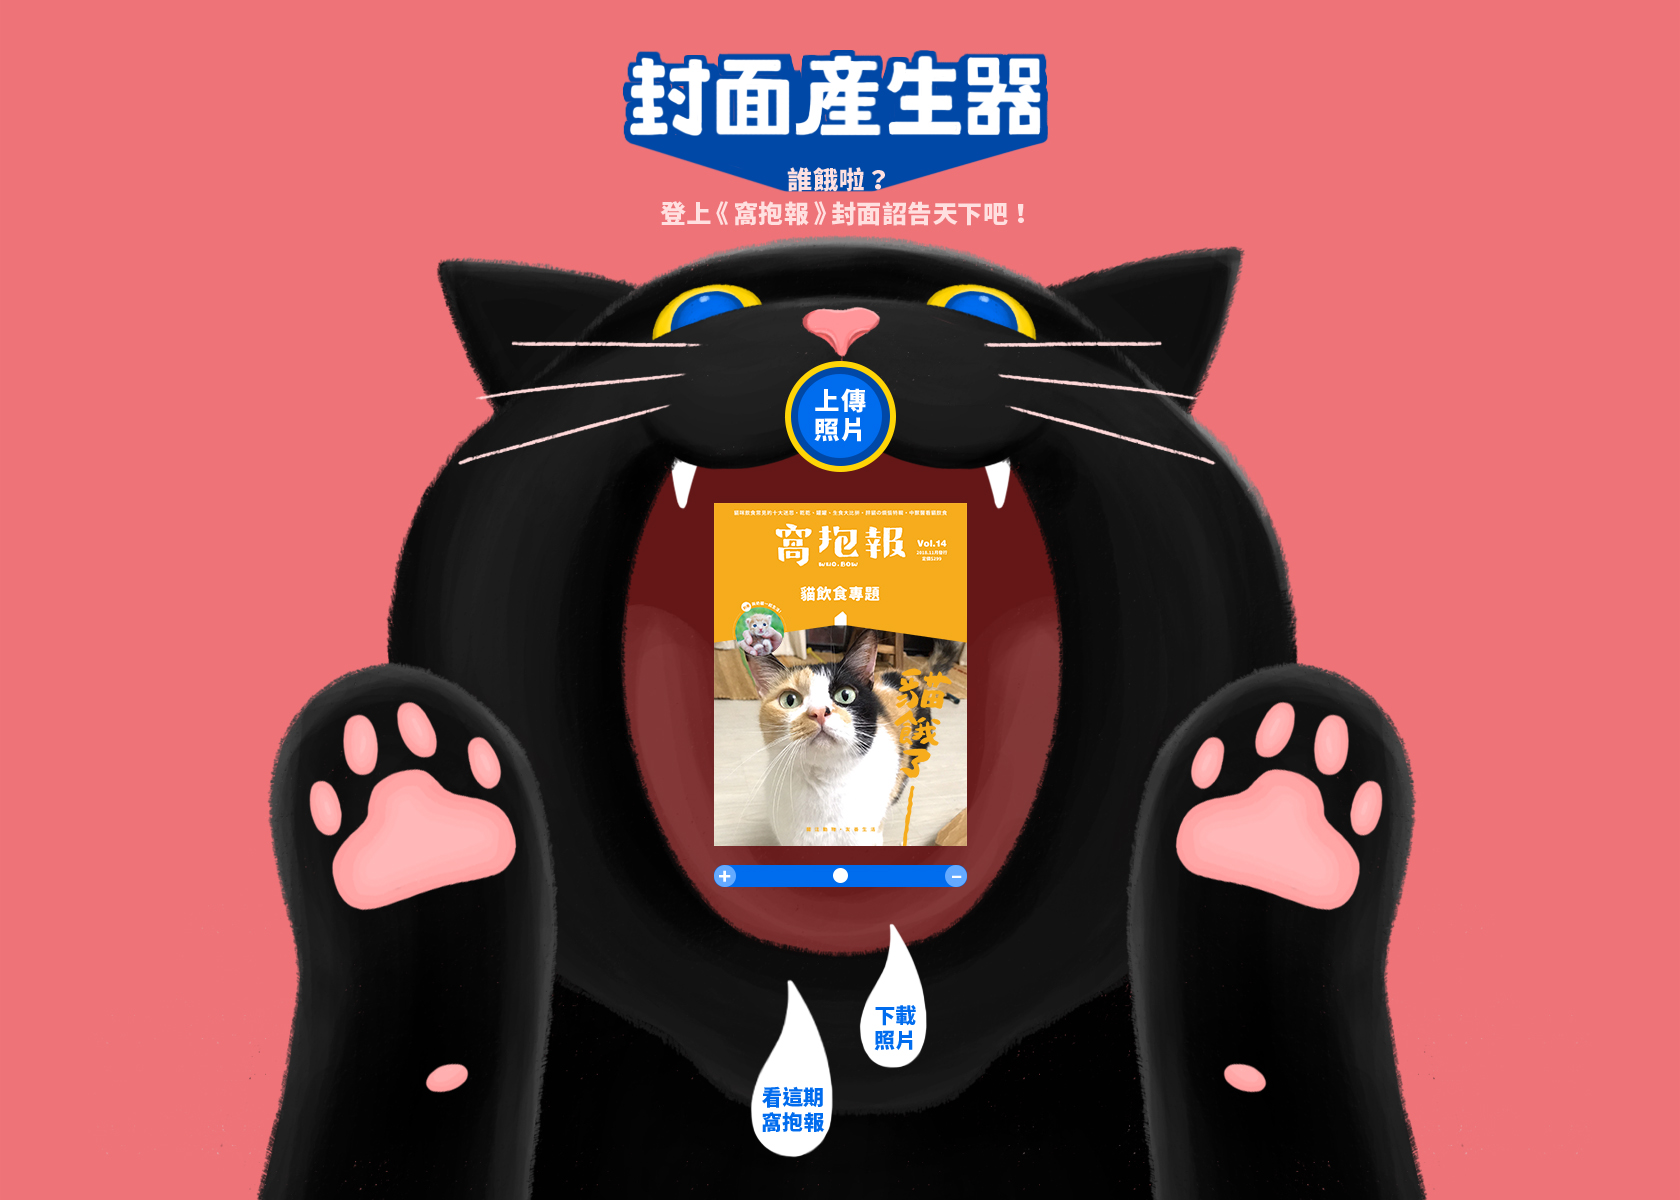 封面產生器
誰餓啦？
登上《窩抱報》封面詔告天下吧！
上傳
照片
窩抱報
Vol.14
WUO.BOW
貓飲食專題
貓
餓
了
下載
照片
看這期
窩抱報